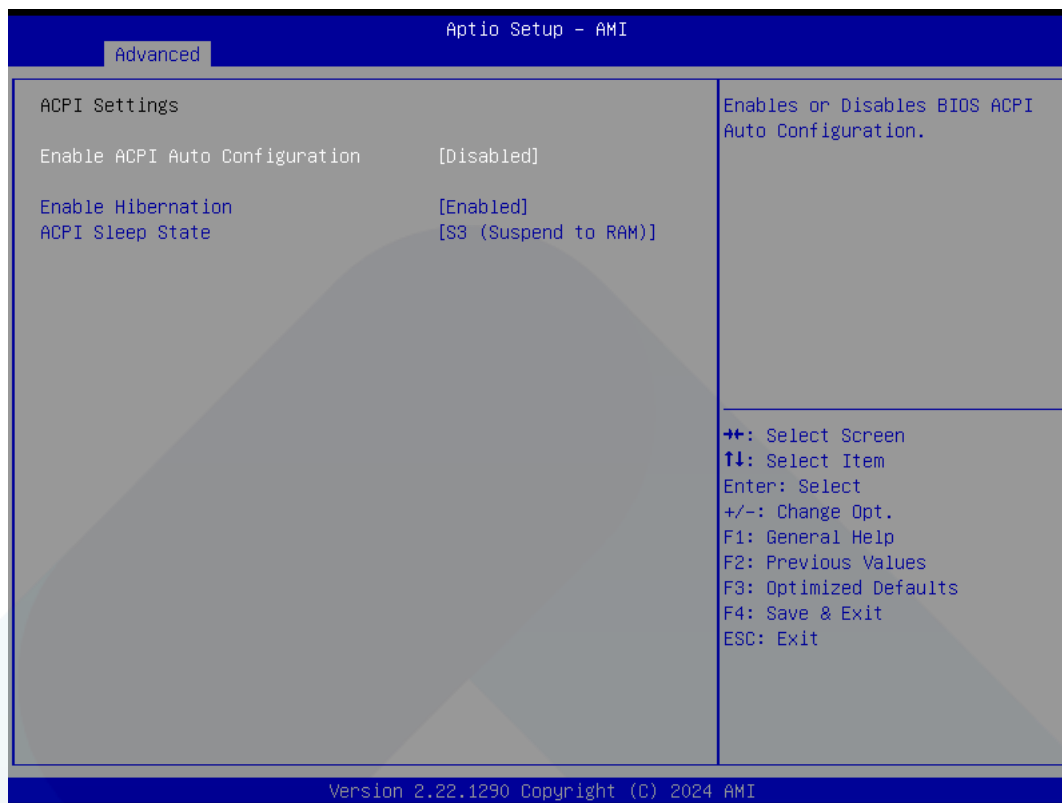 Aptio Setup – AMI
Advanced
ACPI Settings
Enable ACPI Auto Configuration [Disabled]
Enable Hibernation [Enabled]
ACPI Sleep State [S3 (Suspend to RAM)]
Enables or Disables BIOS ACPI
Auto Configuration.
→←: Select Screen
↑↓: Select Item
Enter: Select
+/-: Change Opt.
F1: General Help
F2: Previous Values
F3: Optimized Defaults
F4: Save & Exit
ESC: Exit
Version 2.22.1290 Copyright (C) 2024 AMI